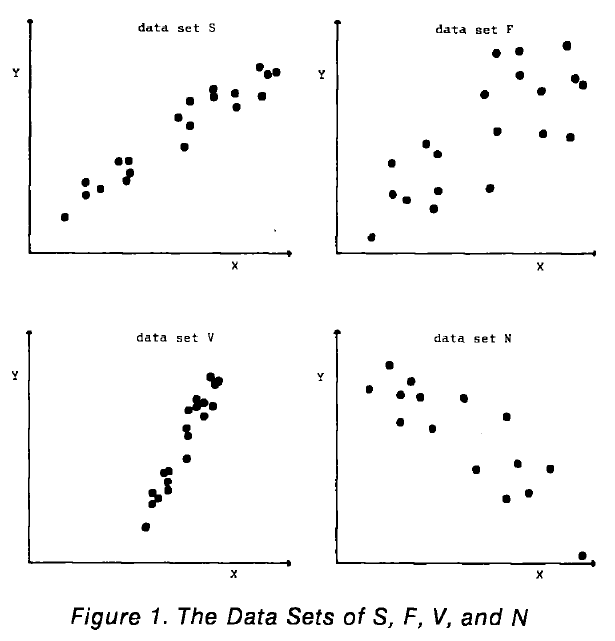 data set S
Y
X
data set F
Y
X
data set V
Y
X
data set N
Y
X
Figure 1. The Data Sets of S, F, V, and N